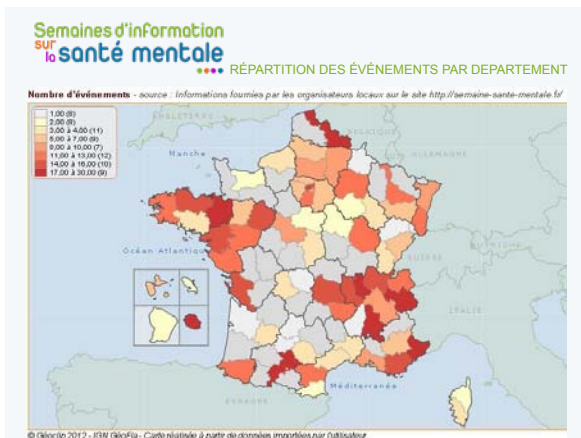 Semaines d'information
sur
la santé mentale
RÉPARTITION DES ÉVÉNEMENTS PAR DEPARTEMENT
Nombre d'événements - source : Informations fournies par les organisateurs locaux sur le site http://semaine-sante-mentale.fr/
1,00 (8)
2,00 (8)
3,00 à 4,00 (11)
5,00 à 7,00 (9)
8,00 à 10,00 (7)
11,00 à 13,00 (12)
14,00 à 16,00 (10)
17,00 à 30,00 (9)
ANGLETERRE
BELGIQUE
Manche
ALLEMAGNE
Océan Atlantique
SUISSE
AUTRICHE
ITALIE
ESPAGNE
Méditerranée
© Géoclip 2012 - IGN GéoFla - Carte réalisée à partir de données importées par l'utilisateur